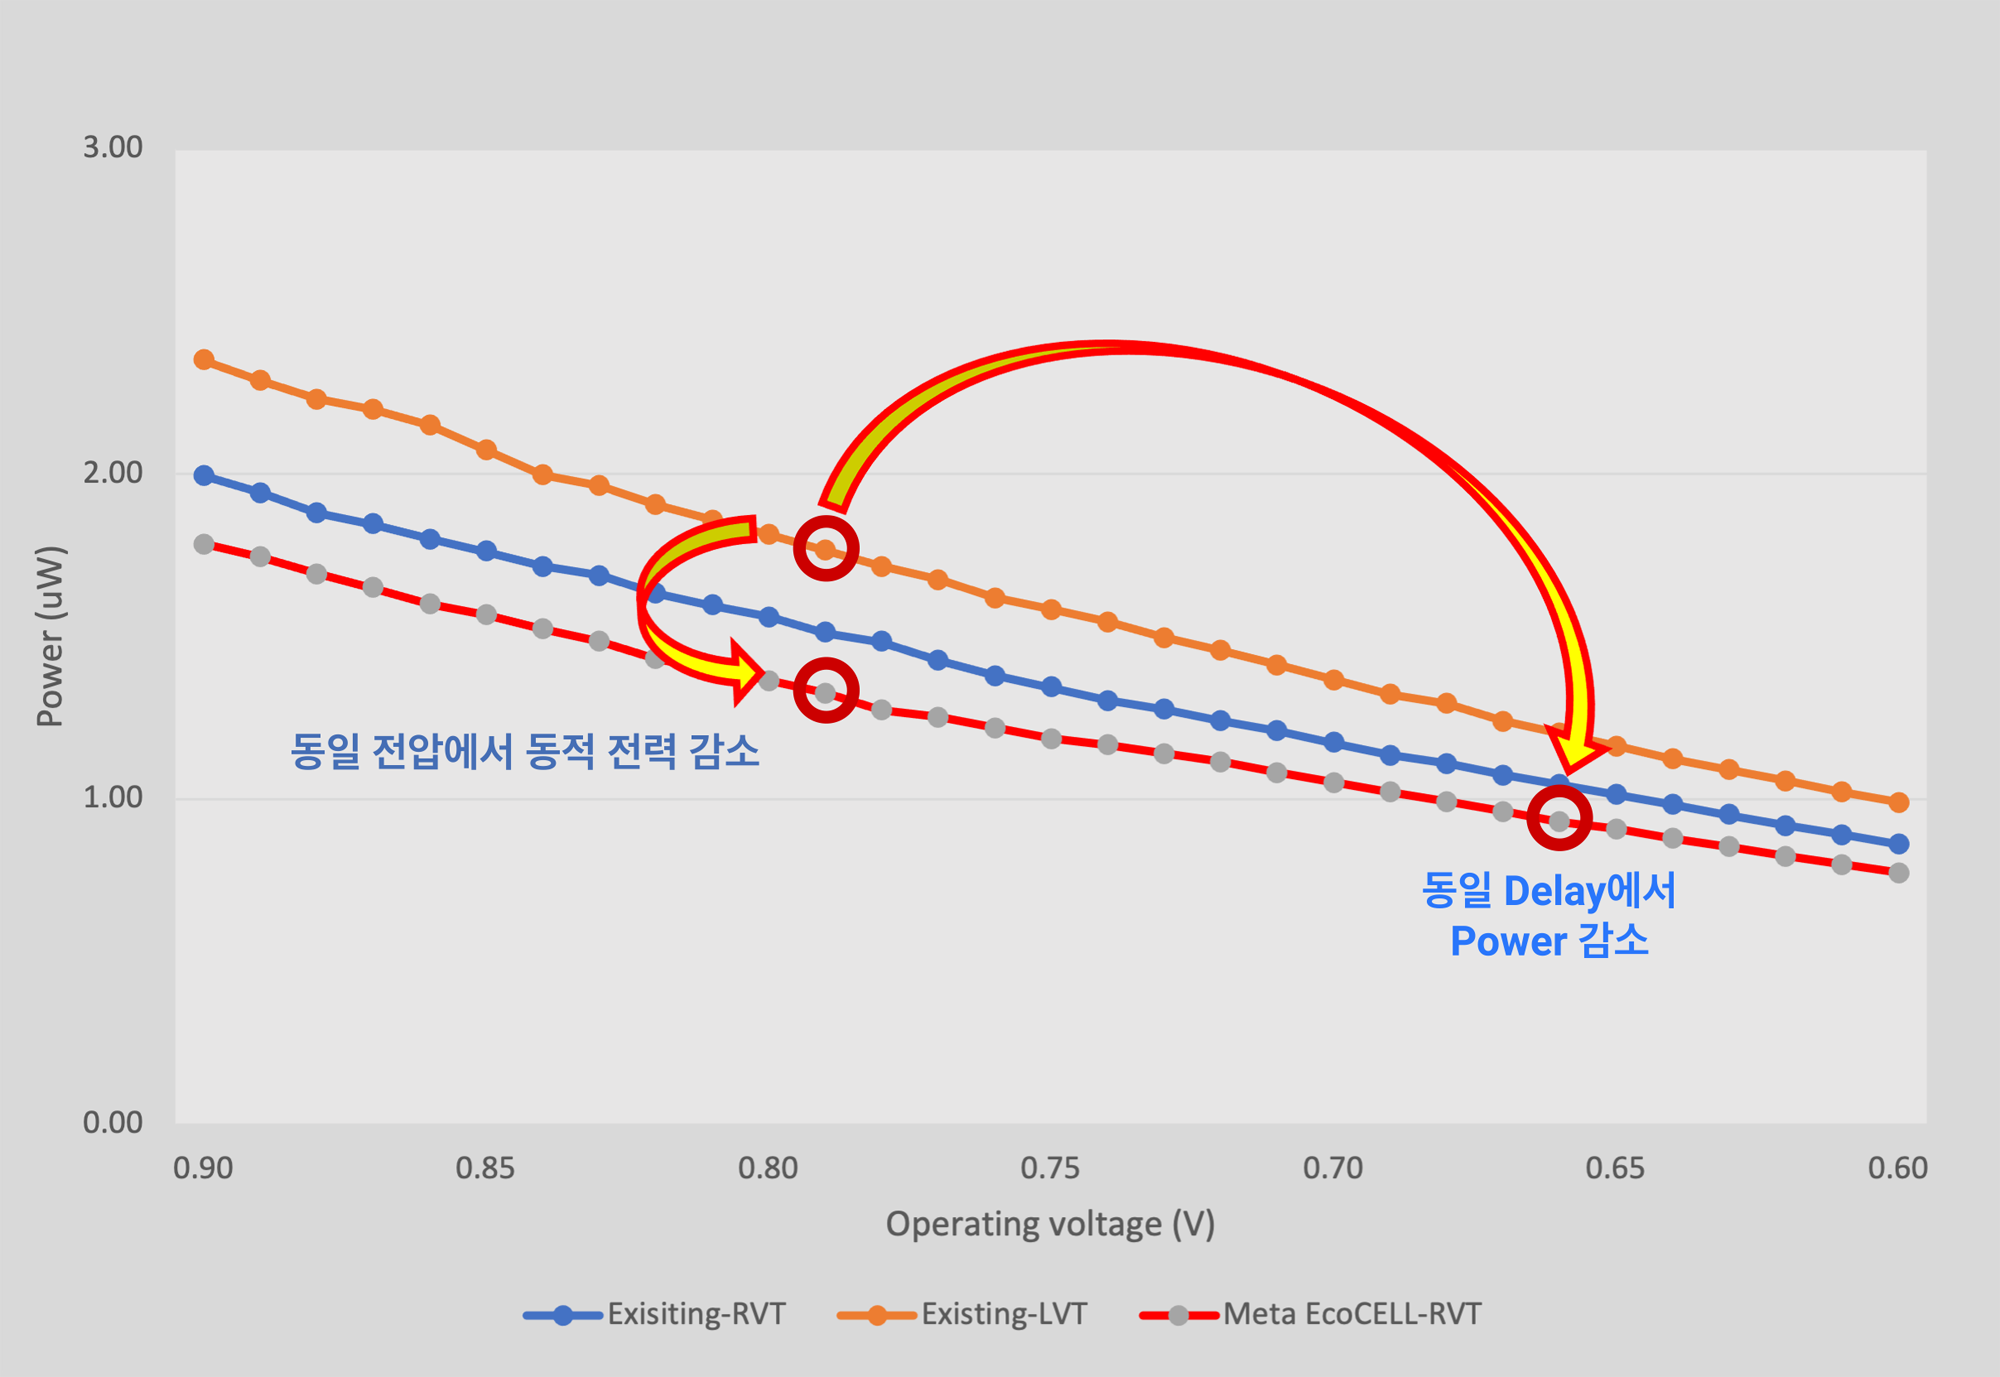 3.00
2.00
1.00
0.00
Power (uW)
동일 전압에서 동적 전력 감소
동일 Delay에서
Power 감소
0.90 0.85 0.80 0.75 0.70 0.65 0.60
Operating voltage (V)
Exisiting-RVT Existing-LVT Meta EcoCELL-RVT